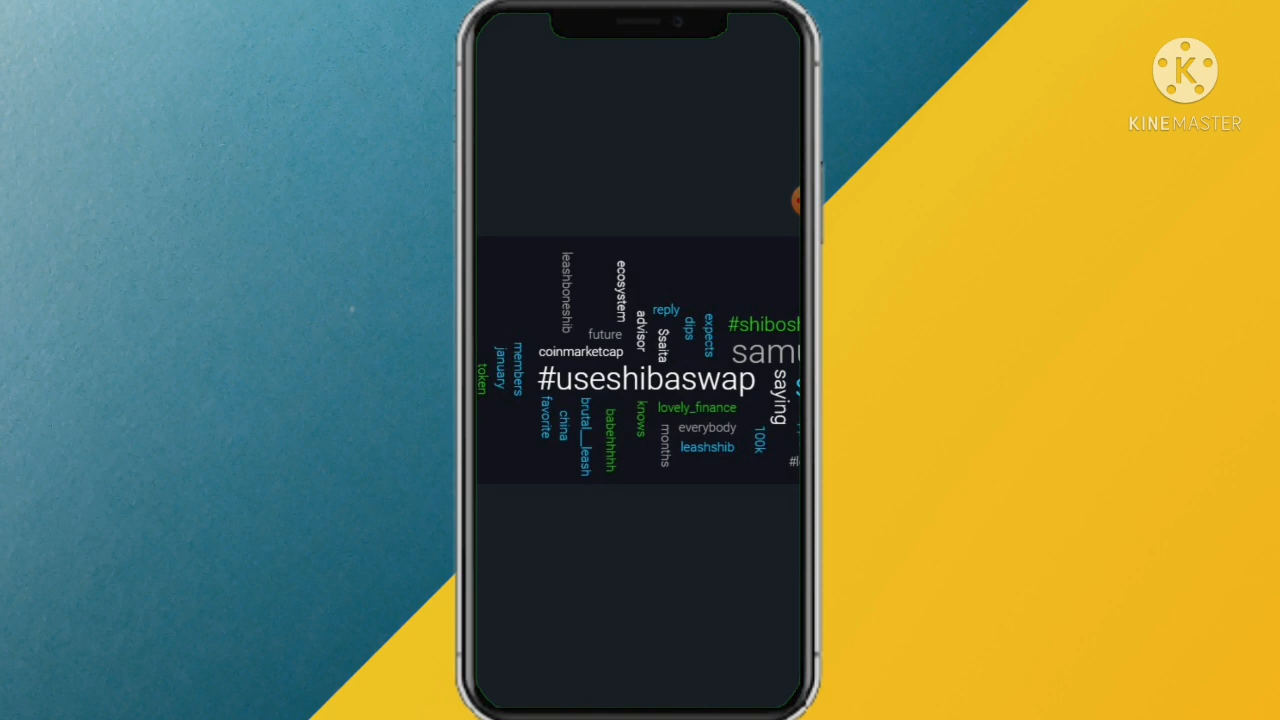 KINEMASTER
leashboneshib
ecosystem
reply
advisor
$saita
dips
expects
future
coinmarketcap
members
january
token
#useshibaswap
saying
favorite
china
brutal__leash
babehhhhh
knows
lovely_finance
months
everybody
leashshib
100k